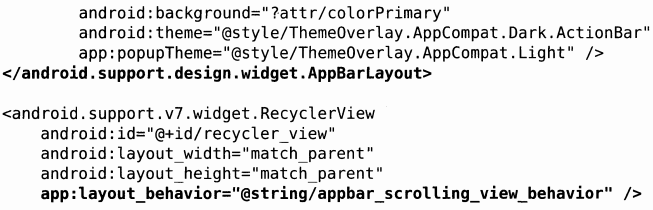 android:background="?attr/colorPrimary"
android:theme="@style/ThemeOverlay.AppCompat.Dark.ActionBar"
app:popupTheme="@style/ThemeOverlay.AppCompat.Light" />
</android.support.design.widget.AppBarLayout>
<android.support.v7.widget.RecyclerView
android:id="@+id/recycler_view"
android:layout_width="match_parent"
android:layout_height="match_parent"
app:layout_behavior="@string/appbar_scrolling_view_behavior" />